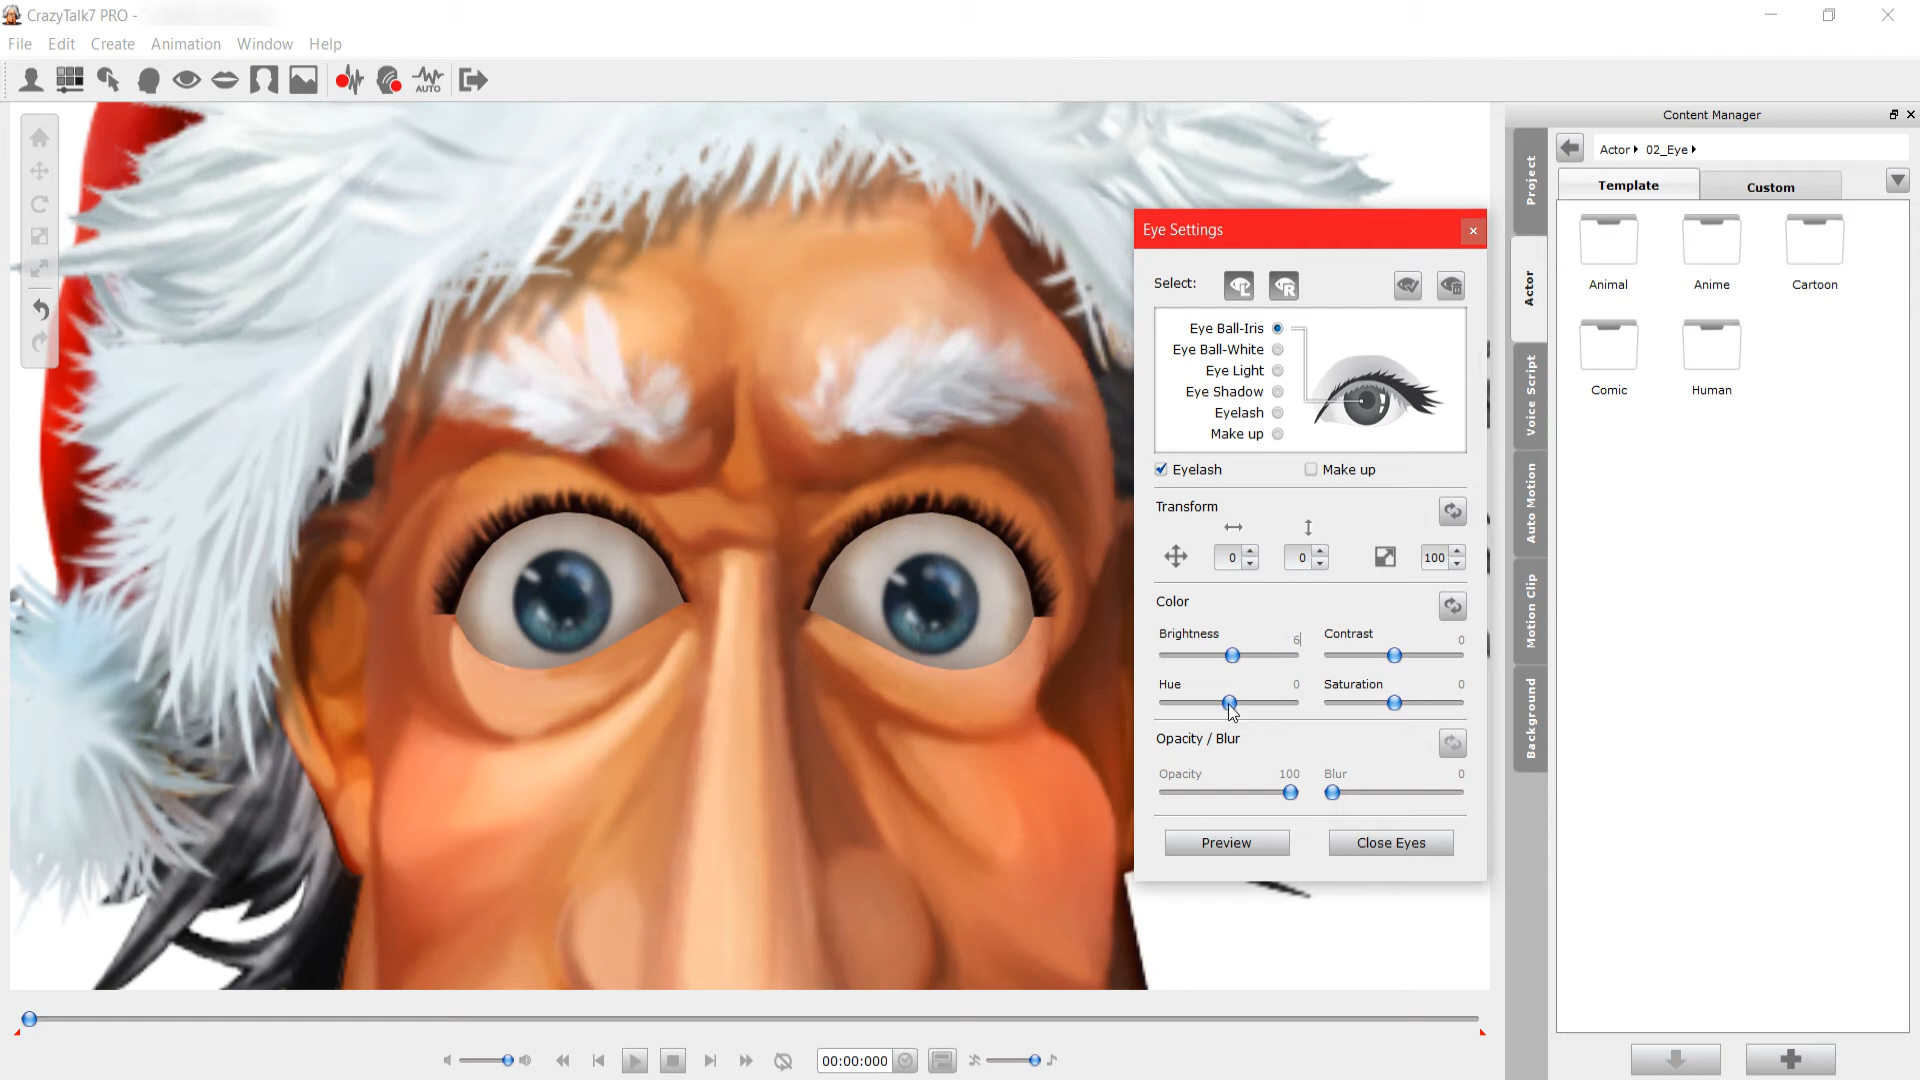 CrazyTalk7 PRO -
File Edit Create Animation Window Help
AUTO
Content Manager
Actor 02_Eye
Template Custom
Animal Anime Cartoon
Comic Human
Project
Actor
Voice Script
Auto Motion
Motion Clip
Background
Eye Settings
Select: L R
Eye Ball-Iris
Eye Ball-White
Eye Light
Eye Shadow
Eyelash
Make up
Eyelash Make up
Transform
0 0 100
Color
Brightness 6 Contrast 0
Hue 0 Saturation 0
Opacity / Blur
Opacity 100 Blur 0
Preview Close Eyes
00:00:000